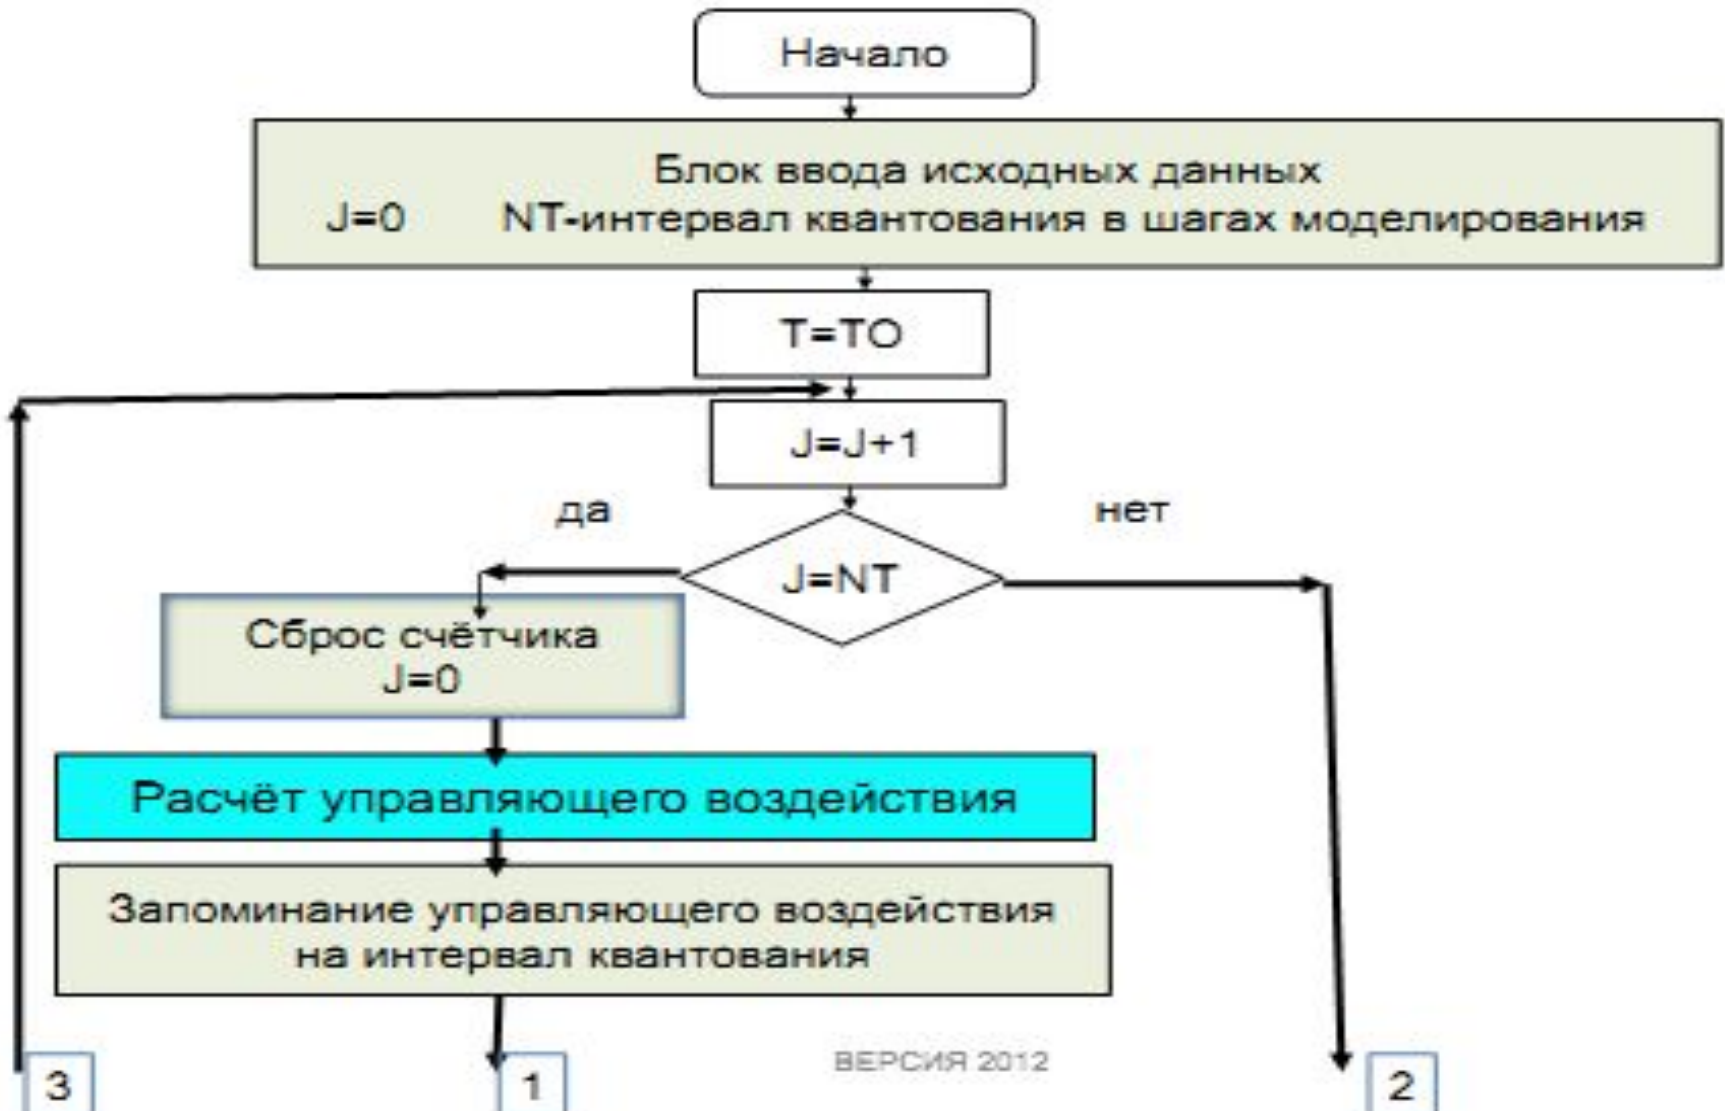 Начало
Блок ввода исходных данных
J=0 NT-интервал квантования в шагах моделирования
T=TO
J=J+1
да
нет
J=NT
Сброс счётчика
J=0
Расчёт управляющего воздействия
Запоминание управляющего воздействия
на интервал квантования
ВЕРСИЯ 2012
3
1
2